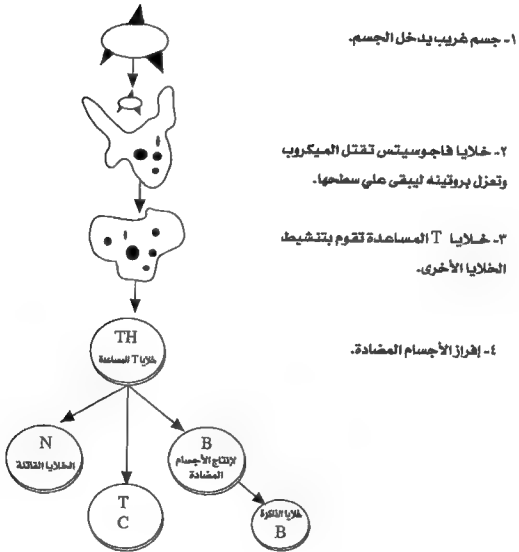 ١- جسم غريب يدخل الجسم.
٢- خلايا فاجوسيتس تقتل الميكروب
وتعزل بروتينه ليبقى علي سطحها.
٣- خلايا T المساعدة تقوم بتنشيط
الخلايا الأخرى.
TH
خلايا T المساعدة
٤- إفراز الأجسام المضادة.
N
الخلايا القاتلة
B
لإنتاج الأجسام
المضادة
T
C
خلايا الذاكرة
B